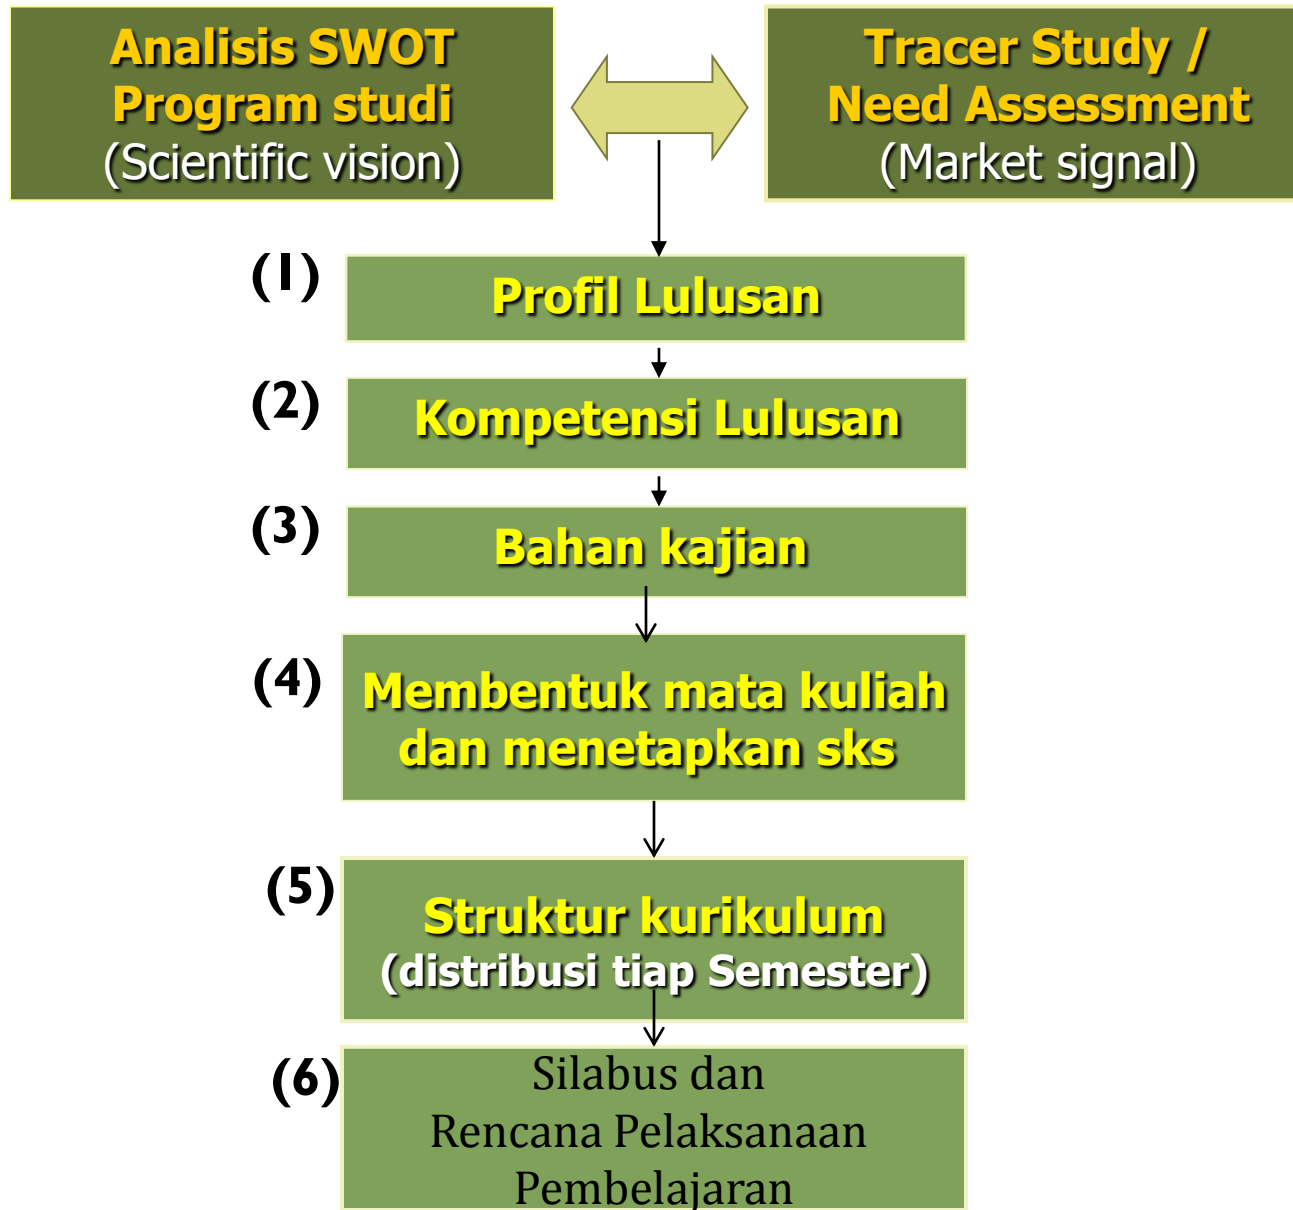 Analisis SWOT
Program studi
(Scientific vision)
Tracer Study /
Need Assessment
(Market signal)
(1)
Profil Lulusan
(2)
Kompetensi Lulusan
(3)
Bahan kajian
(4)
Membentuk mata kuliah
dan menetapkan sks
(5)
Struktur kurikulum
(distribusi tiap Semester)
(6)
Silabus dan
Rencana Pelaksanaan
Pembelajaran